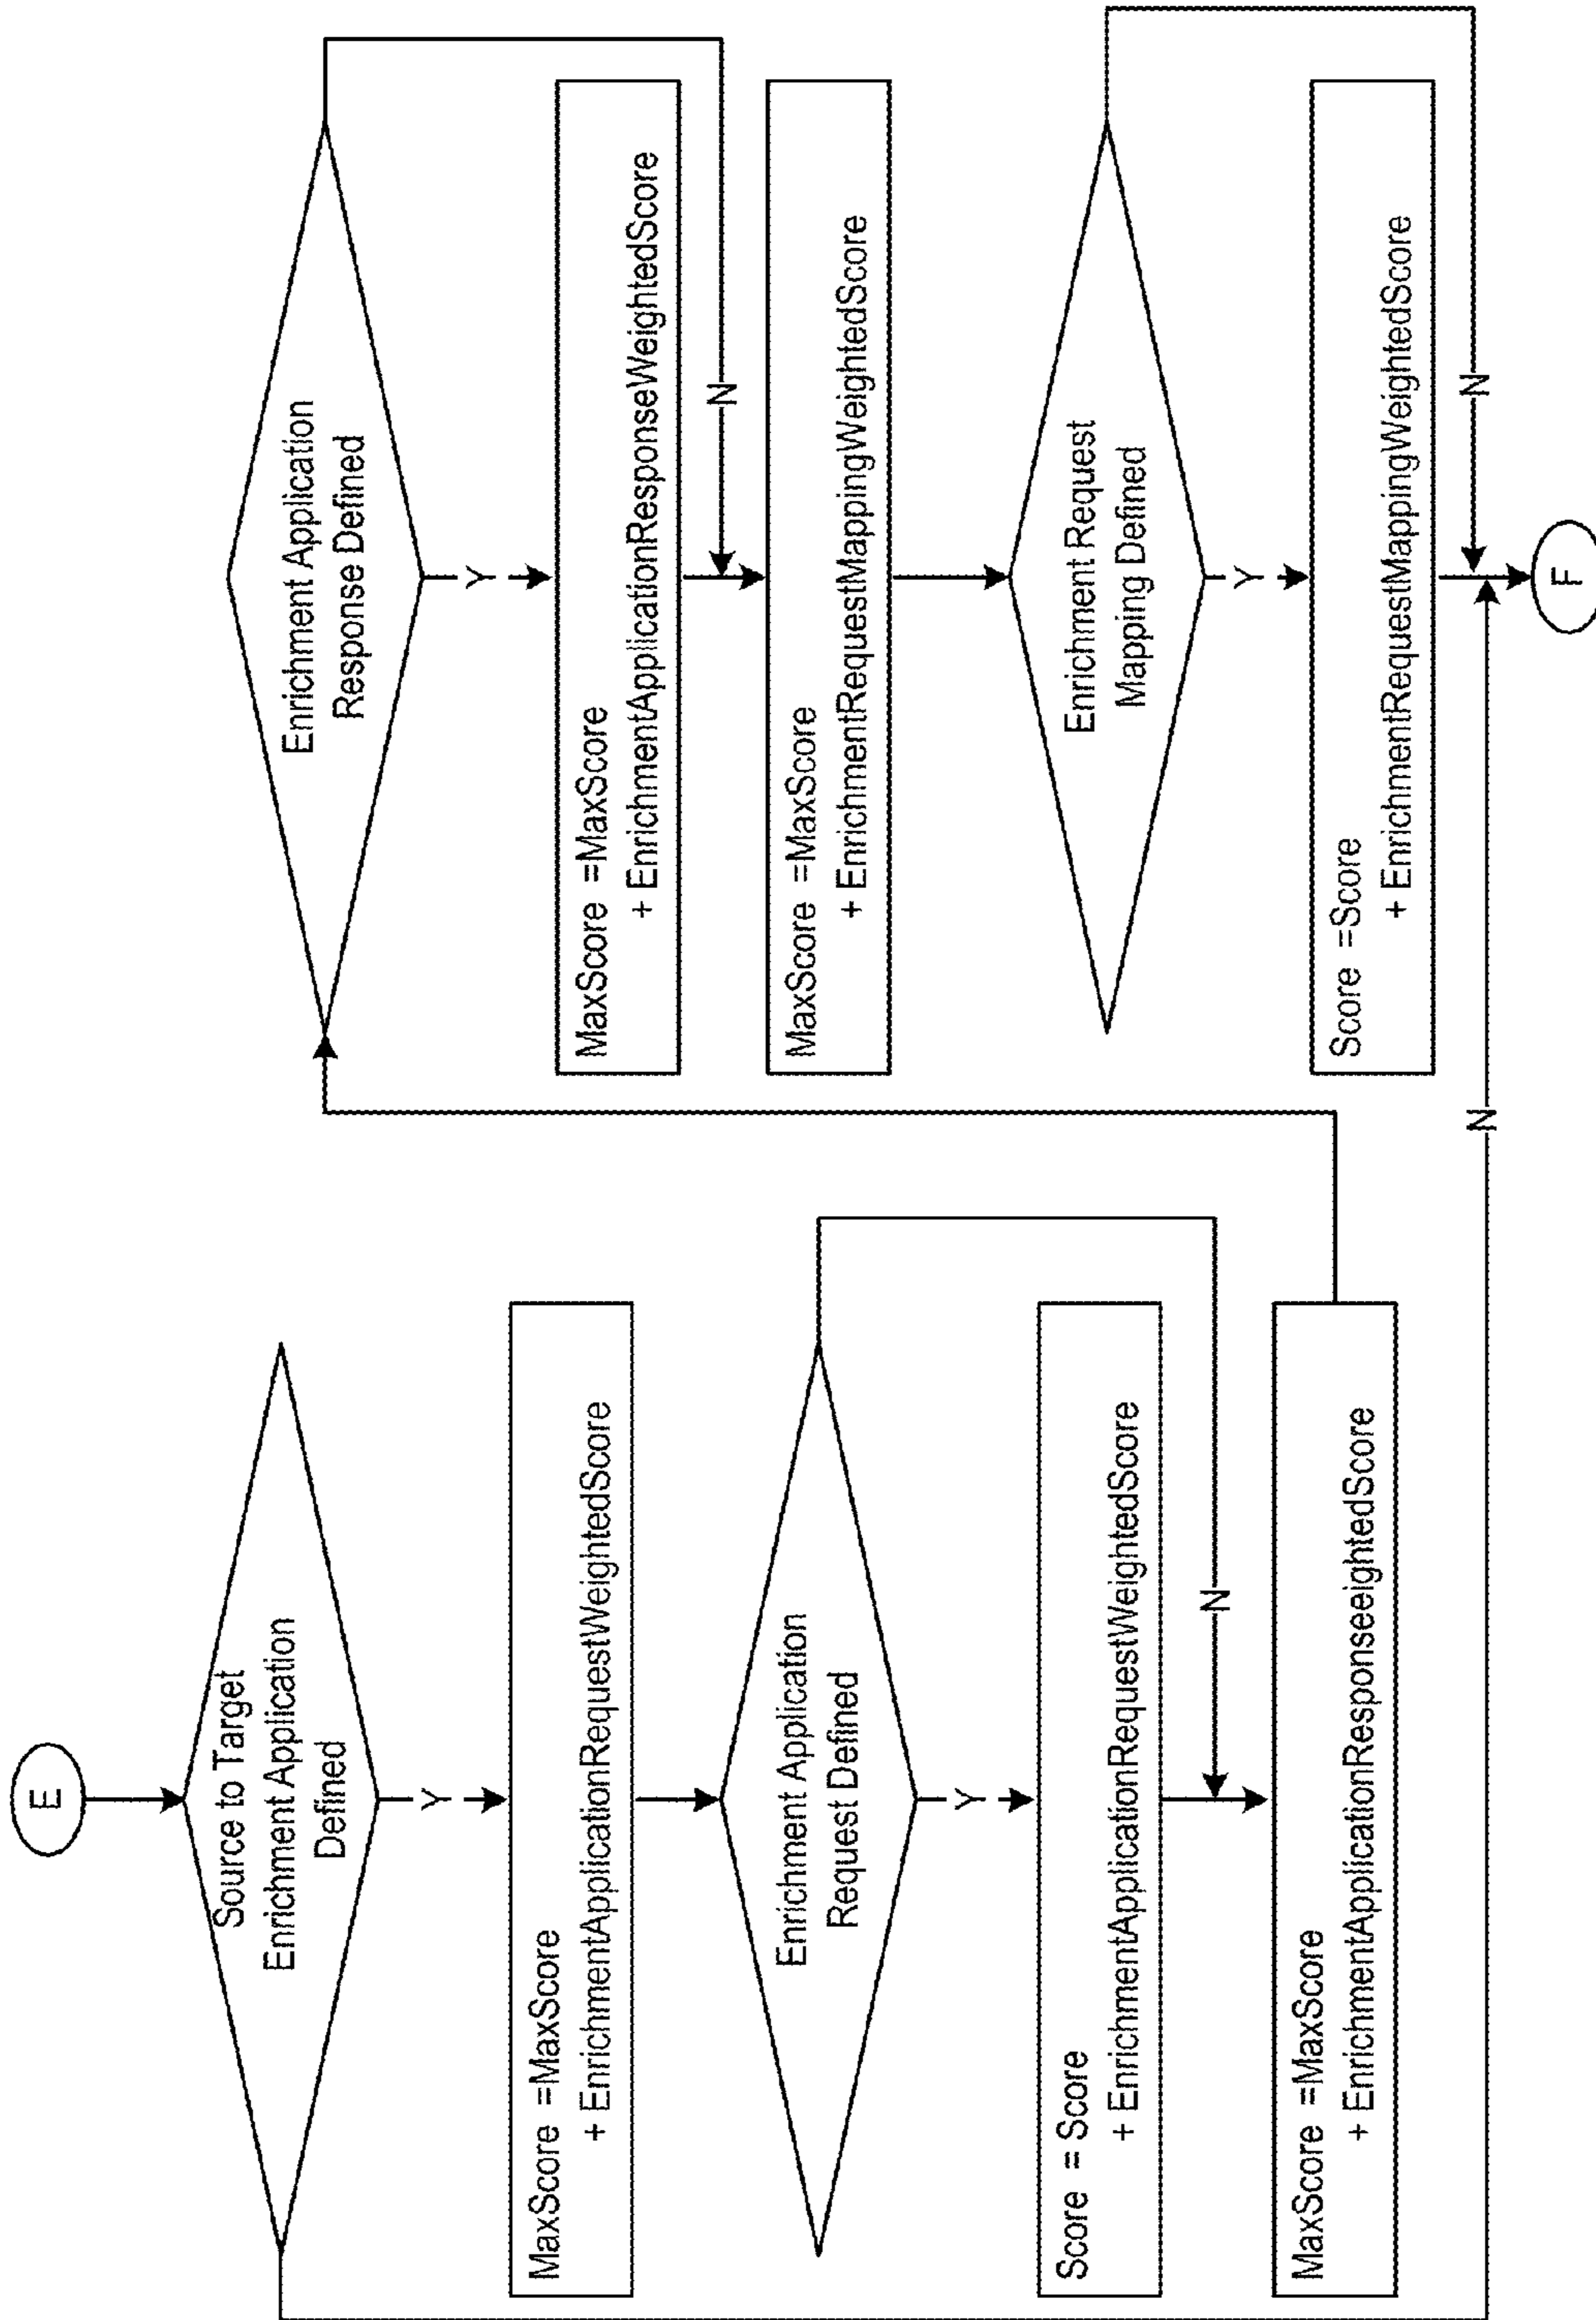 E
Source to Target
Enrichment Application
Defined
Y
MaxScore =MaxScore
+ EnrichmentApplicationRequestWeightedScore
Enrichment Application
Request Defined
Y
Score = Score
+ EnrichmentApplicationRequestWeightedScore
N
MaxScore =MaxScore
+ EnrichmentApplicationResponseeightedScore
N
Enrichment Application
Response Defined
Y
MaxScore =MaxScore
+ EnrichmentApplicationResponseWeightedScore
N
MaxScore =MaxScore
+ EnrichmentRequestMappingWeightedScore
Enrichment Request
Mapping Defined
Y
Score =Score
+ EnrichmentRequestMappingWeightedScore
N
F